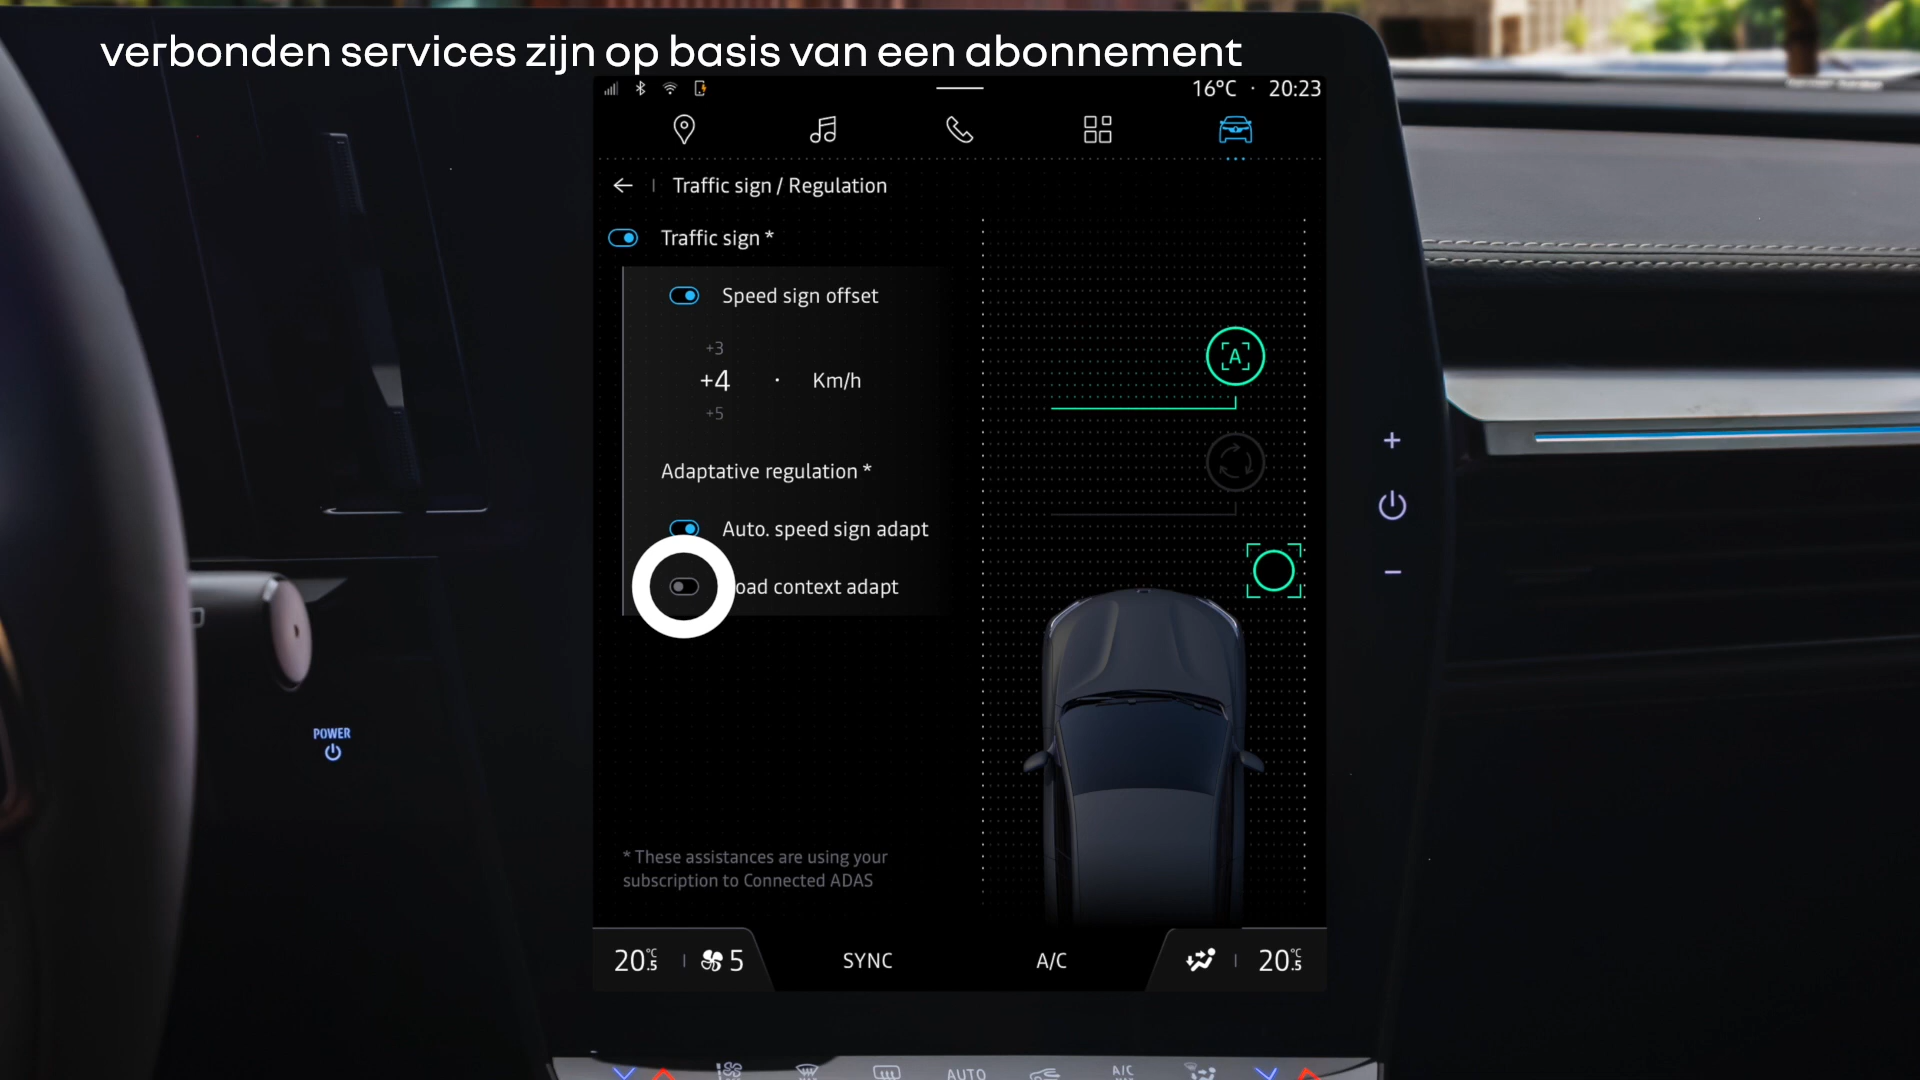 verbonden services zijn op basis van een abonnement
16°C · 20:23
Traffic sign / Regulation
Traffic sign *
Speed sign offset
+3
+4 · Km/h
+5
A
Adaptative regulation *
Auto. speed sign adapt
oad context adapt
POWER
* These assistances are using your
subscription to Connected ADAS
20.5 °C 5 SYNC A/C 20.5 °C
AUTO A/C